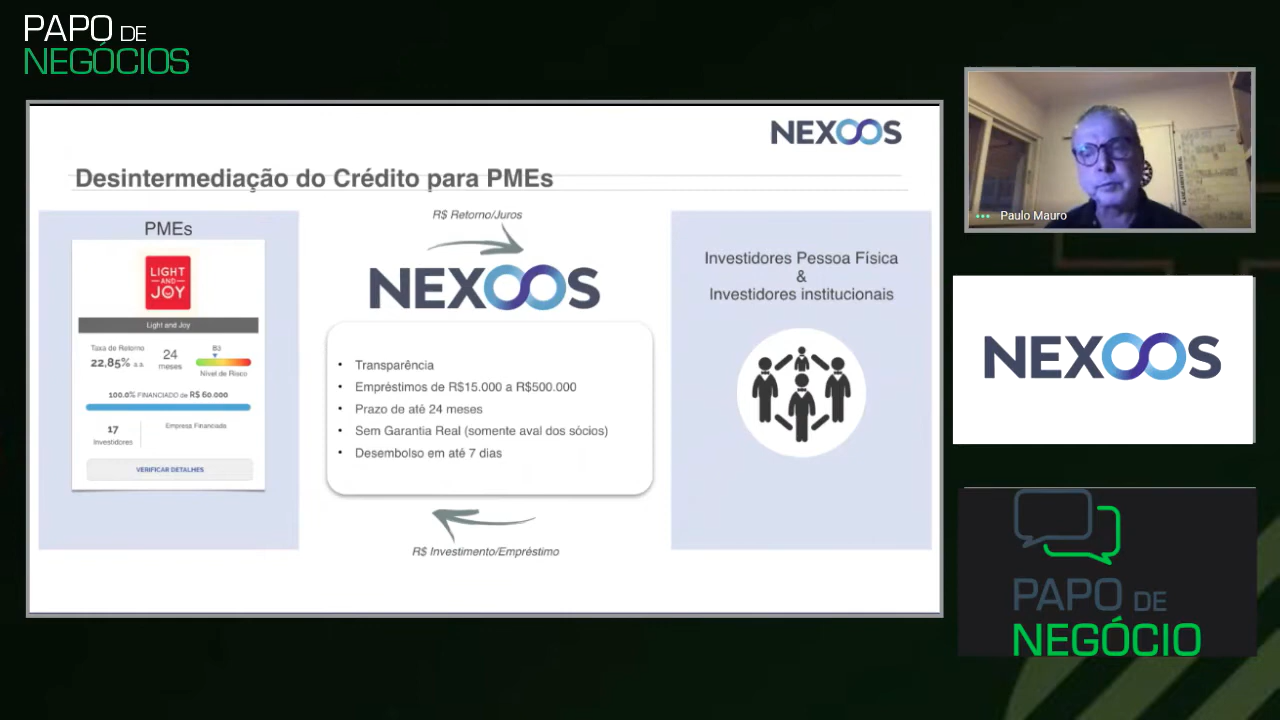 PAPO DE
NEGÓCIOS
NEXOOS
Desintermediação do Crédito para PMEs
PMEs
LIGHT
AND
JOY
Light and Joy
Taxa de Retorno
22,85% a.a
24
meses
B2
Nível de Risco
100.0% FINANCIADO de R$ 60.000
17
Investidores
Empresa Financiada
VERIFICAR DETALHES
R$ Retorno/Juros
NEXOOS
• Transparência
• Empréstimos de R$15.000 a R$500.000
• Prazo de até 24 meses
• Sem Garantia Real (somente aval dos sócios)
• Desembolso em até 7 dias
R$ Investimento/Empréstimo
Investidores Pessoa Física
&
Investidores institucionais
Paulo Mauro
NEXOOS
PAPO DE
NEGÓCIO